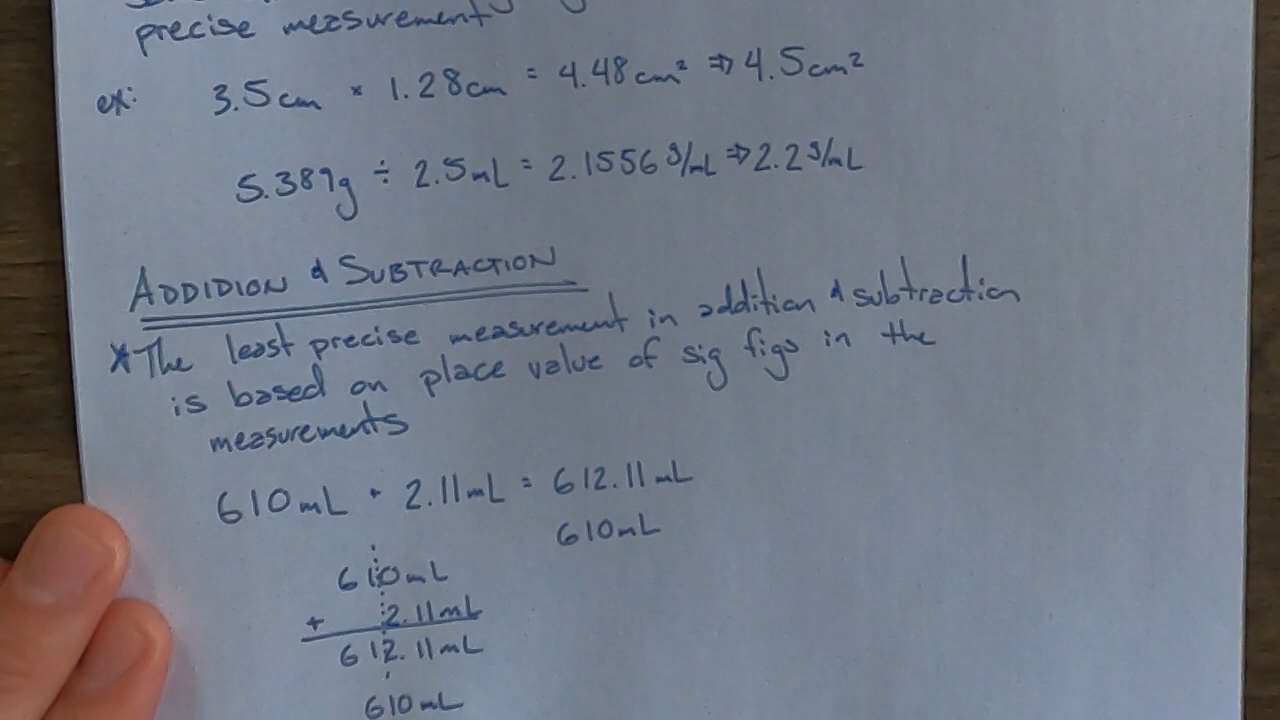 precise measurement
ex: 3.5cm × 1.28cm = 4.48cm² ⇒ 4.5cm²
5.389g ÷ 2.5mL = 2.1556 g/mL ⇒ 2.2 g/mL
ADDIDION & SUBTRACTION
* The least precise measurement in addition & subtraction
is based on place value of sig figs in the
measurements
610mL + 2.11mL = 612.11mL
610mL
610mL
+ 2.11mL
612.11mL
610mL